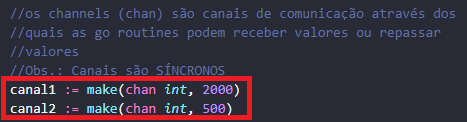 //os channels (chan) são canais de comunicação através dos
//quais as go routines podem receber valores ou repassar
//valores
//Obs.: Canais são SÍNCRONOS
canal1 := make(chan int, 2000)
canal2 := make(chan int, 500)